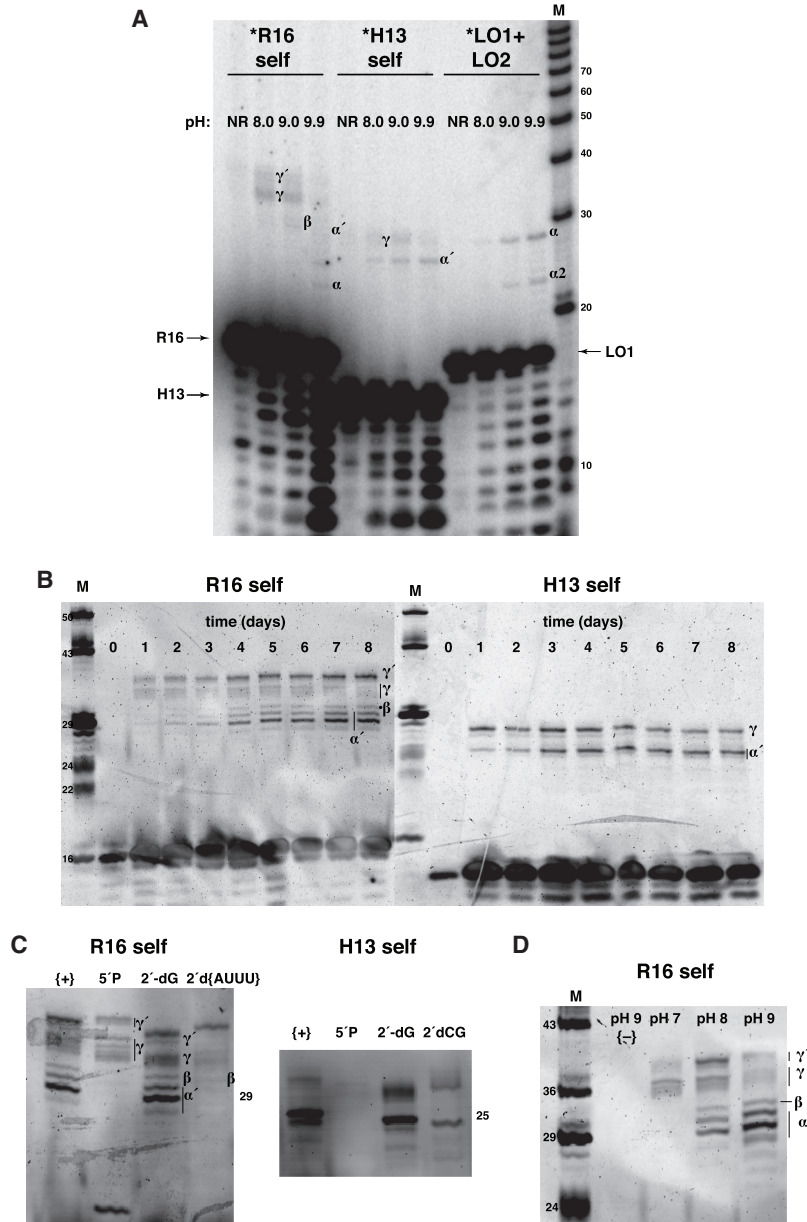 A
*R16 self
*H13 self
*LO1+ LO2
M
pH: NR 8.0 9.0 9.9 NR 8.0 9.0 9.9 NR 8.0 9.0 9.9
70
60
50
40
30
20
10
γ´
γ
β
α´
α
γ
α´
α
α2
R16
H13
LO1
B
M
R16 self
M
H13 self
time (days)
time (days)
0 1 2 3 4 5 6 7 8
0 1 2 3 4 5 6 7 8
50
43
29
24
22
16
γ´
γ
β
α´
γ
α´
C
R16 self
{+} 5´P 2´-dG 2´d{AUUU}
γ´
γ
γ´
γ
β
α´
β
29
H13 self
{+} 5´P 2´-dG 2´dCG
25
D
R16 self
M
pH 9 {–}
pH 7
pH 8
pH 9
43
36
29
24
γ´
γ
β
α